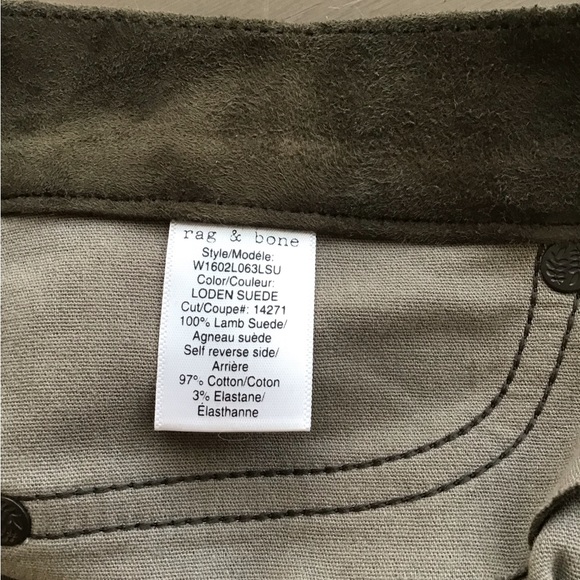 rag & bone
Style/Modéle:
W1602L063LSU
Color/Couleur:
LODEN SUEDE
Cut/Coupe#: 14271
100% Lamb Suede/
Agneau suède
Self reverse side/
Arrière
97% Cotton/Coton
3% Elastane/
Élasthanne